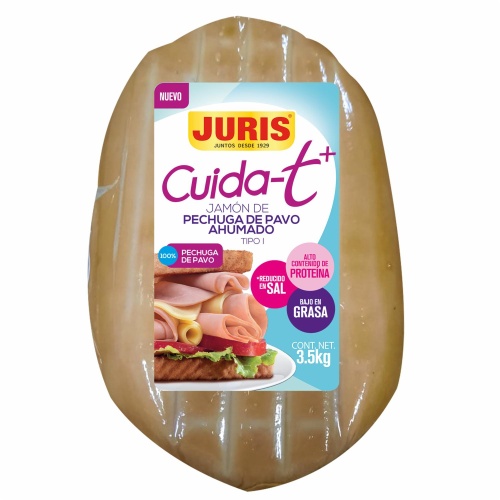 NUEVO
JURIS
JUNTOS DESDE 1929
Cuida-t+
JAMÓN DE
PECHUGA DE PAVO
AHUMADO
TIPO I
100% PECHUGA
DE PAVO
ALTO
CONTENIDO DE
PROTEÍNA
+REDUCIDO
EN SAL
BAJO EN
GRASA
CONT. NET.
3.5kg